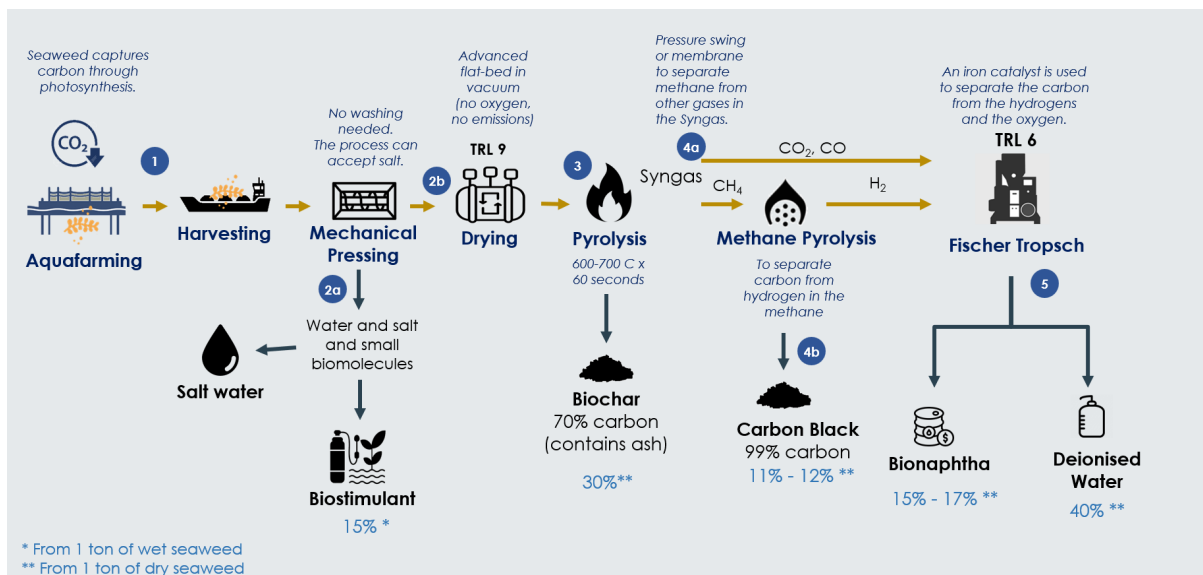 Seaweed captures
carbon through
photosynthesis.
CO2
1
Aquafarming
Harvesting
No washing
needed.
The process can
accept salt.
Mechanical
Pressing
2a
Water and salt
and small
biomolecules
Salt water
Biostimulant
15% *
2b
Advanced
flat-bed in
vacuum
(no oxygen,
no emissions)
TRL 9
Drying
3
Pyrolysis
600-700 C x
60 seconds
Biochar
70% carbon
(contains ash)
30%**
Pressure swing
or membrane
to separate
methane from
other gases in
the Syngas.
4a
Syngas
CO2, CO
CH4
H2
Methane Pyrolysis
To separate
carbon from
hydrogen in the
methane
4b
Carbon Black
99% carbon
11% - 12% **
An iron catalyst is used
to separate the carbon
from the hydrogens
and the oxygen.
TRL 6
Fischer Tropsch
5
$
Bionaphtha
15% - 17% **
Deionised
Water
40% **
* From 1 ton of wet seaweed
** From 1 ton of dry seaweed